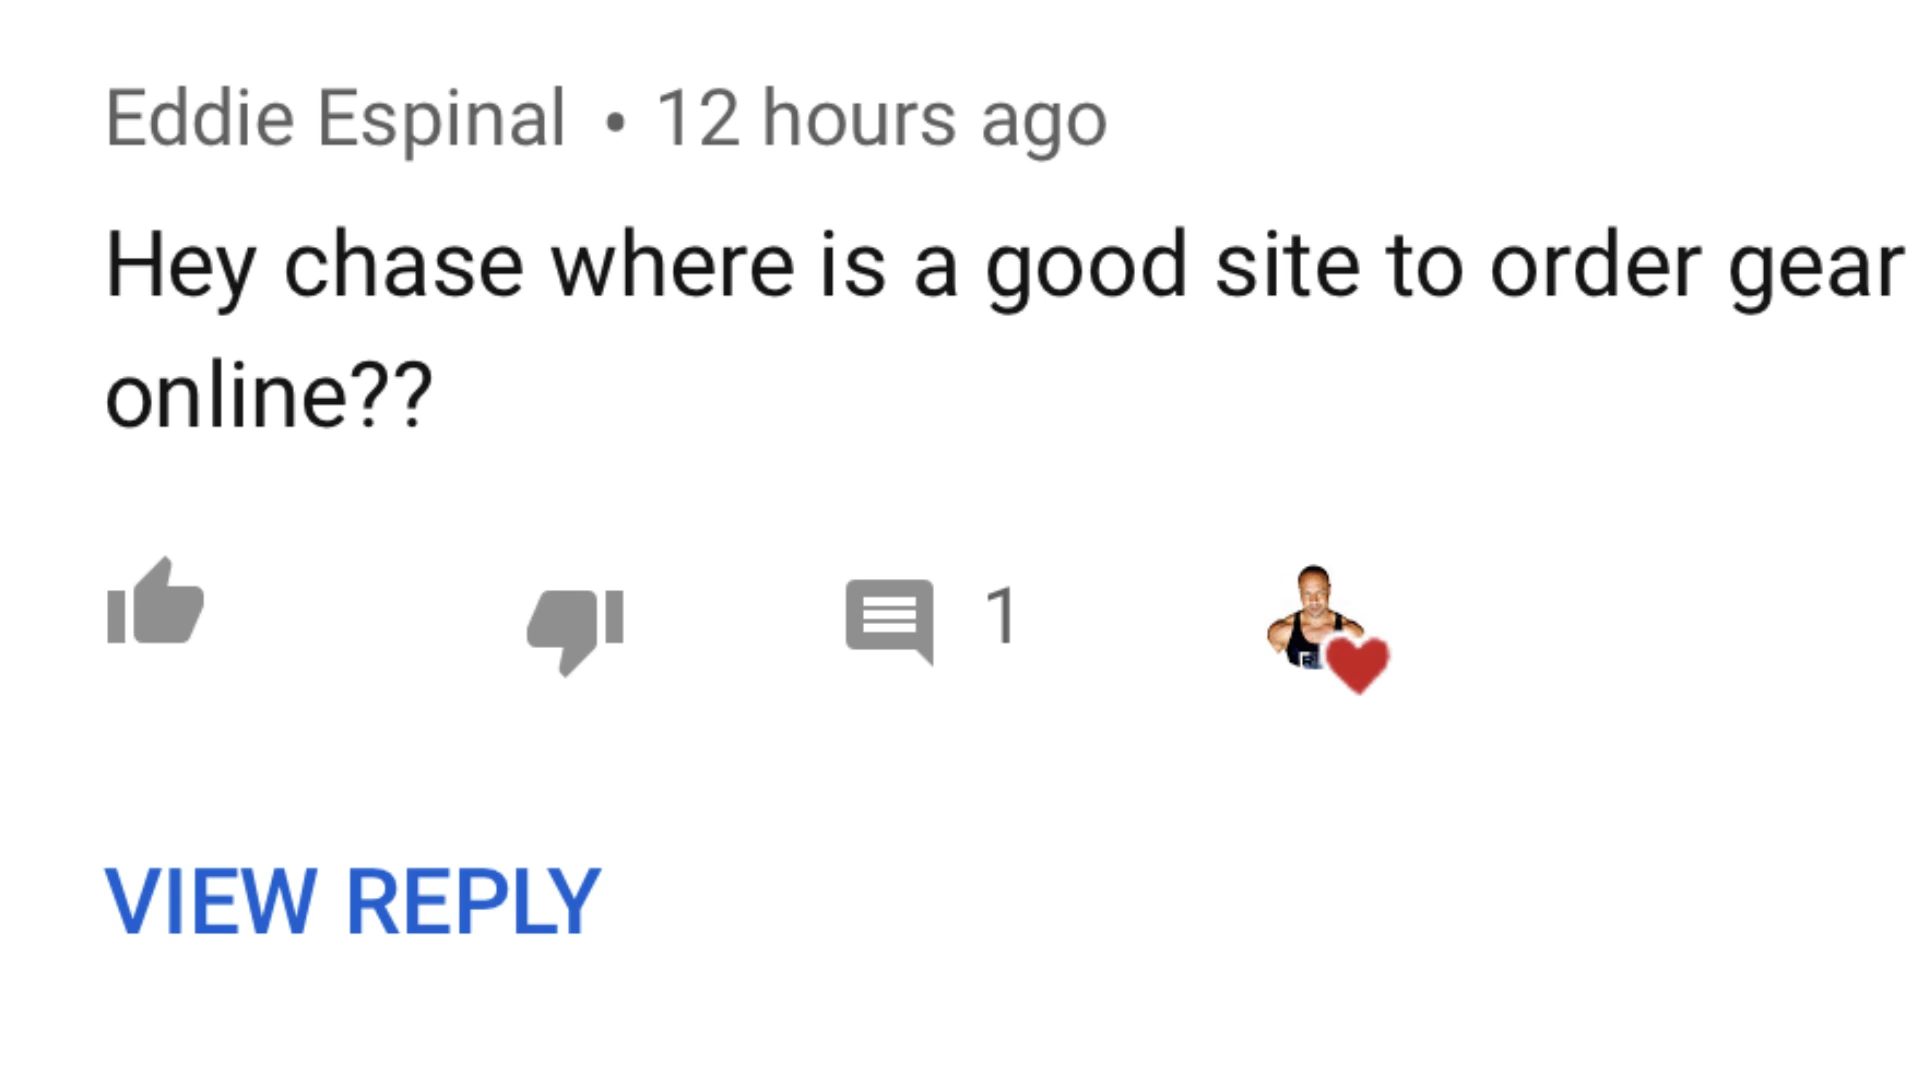 Eddie Espinal • 12 hours ago
Hey chase where is a good site to order gear
online??
1
VIEW REPLY